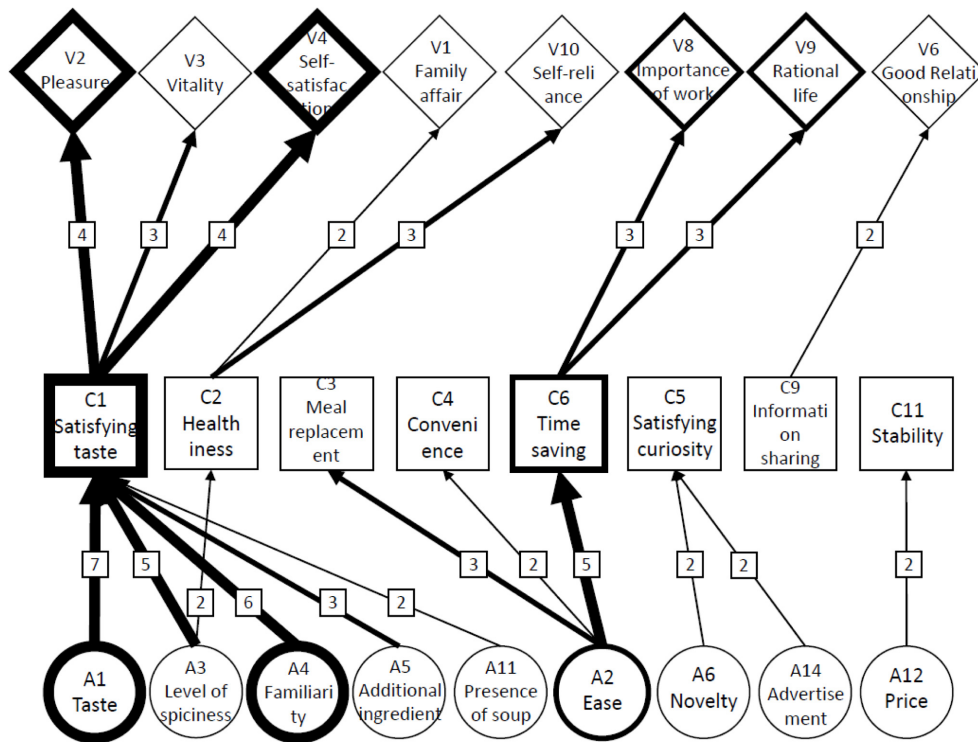 V2
Pleasure
V3
Vitality
V4
Self-
satisfac
tion
V1
Family
affair
V10
Self-reli
ance
V8
Importance
of work
V9
Rational
life
V6
Good Relati
onship
4
3
4
2
3
3
3
2
C1
Satisfying
taste
C2
Health
iness
C3
Meal
replacem
ent
C4
Conveni
ence
C6
Time
saving
C5
Satisfying
curiosity
C9
Informati
on
sharing
C11
Stability
7
5
2
6
3
2
3
2
5
2
2
2
A1
Taste
A3
Level of
spiciness
A4
Familiari
ty
A5
Additional
ingredient
A11
Presence
of soup
A2
Ease
A6
Novelty
A14
Advertise
ment
A12
Price